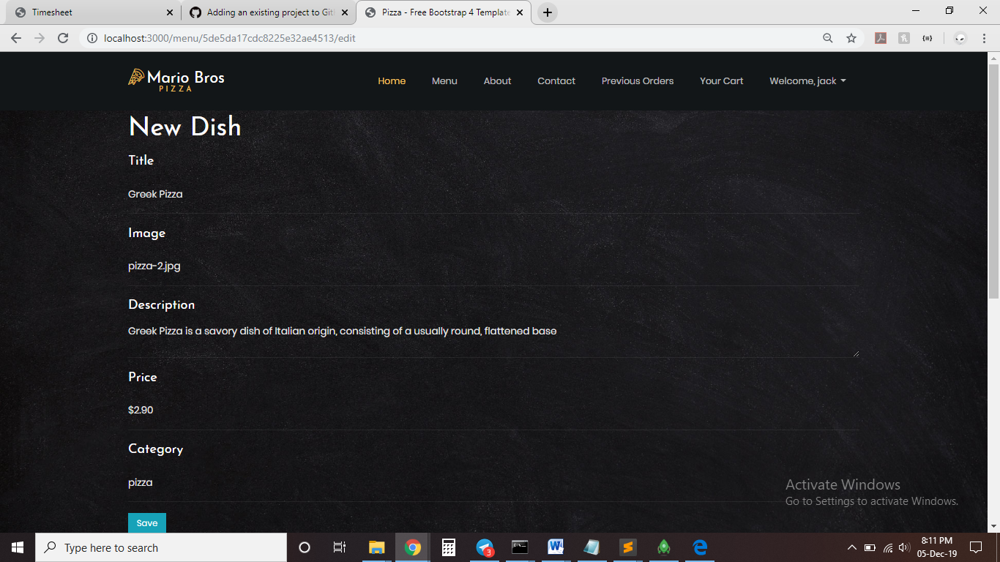 Timesheet
Adding an existing project to Git
Pizza - Free Bootstrap 4 Template
localhost:3000/menu/5de5da17cdc8225e32ae4513/edit
Mario Bros
PIZZA
Home Menu About Contact Previous Orders Your Cart Welcome, jack
New Dish
Title
Greek Pizza
Image
pizza-2.jpg
Description
Greek Pizza is a savory dish of Italian origin, consisting of a usually round, flattened base
Price
$2.90
Category
pizza
Save
Activate Windows
Go to Settings to activate Windows.
Type here to search
3
8:11 PM
05-Dec-19